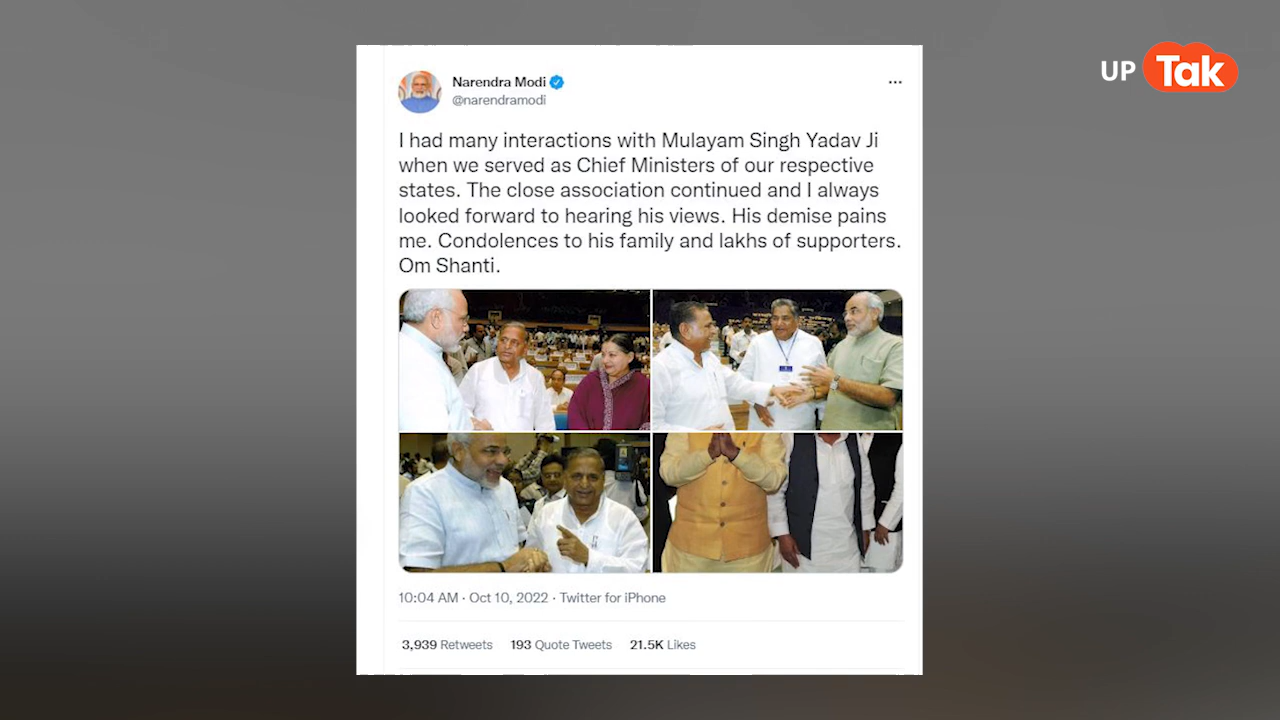 UP Tak
Narendra Modi
@narendramodi
I had many interactions with Mulayam Singh Yadav Ji
when we served as Chief Ministers of our respective
states. The close association continued and I always
looked forward to hearing his views. His demise pains
me. Condolences to his family and lakhs of supporters.
Om Shanti.
10:04 AM · Oct 10, 2022 · Twitter for iPhone
3,939 Retweets 193 Quote Tweets 21.5K Likes